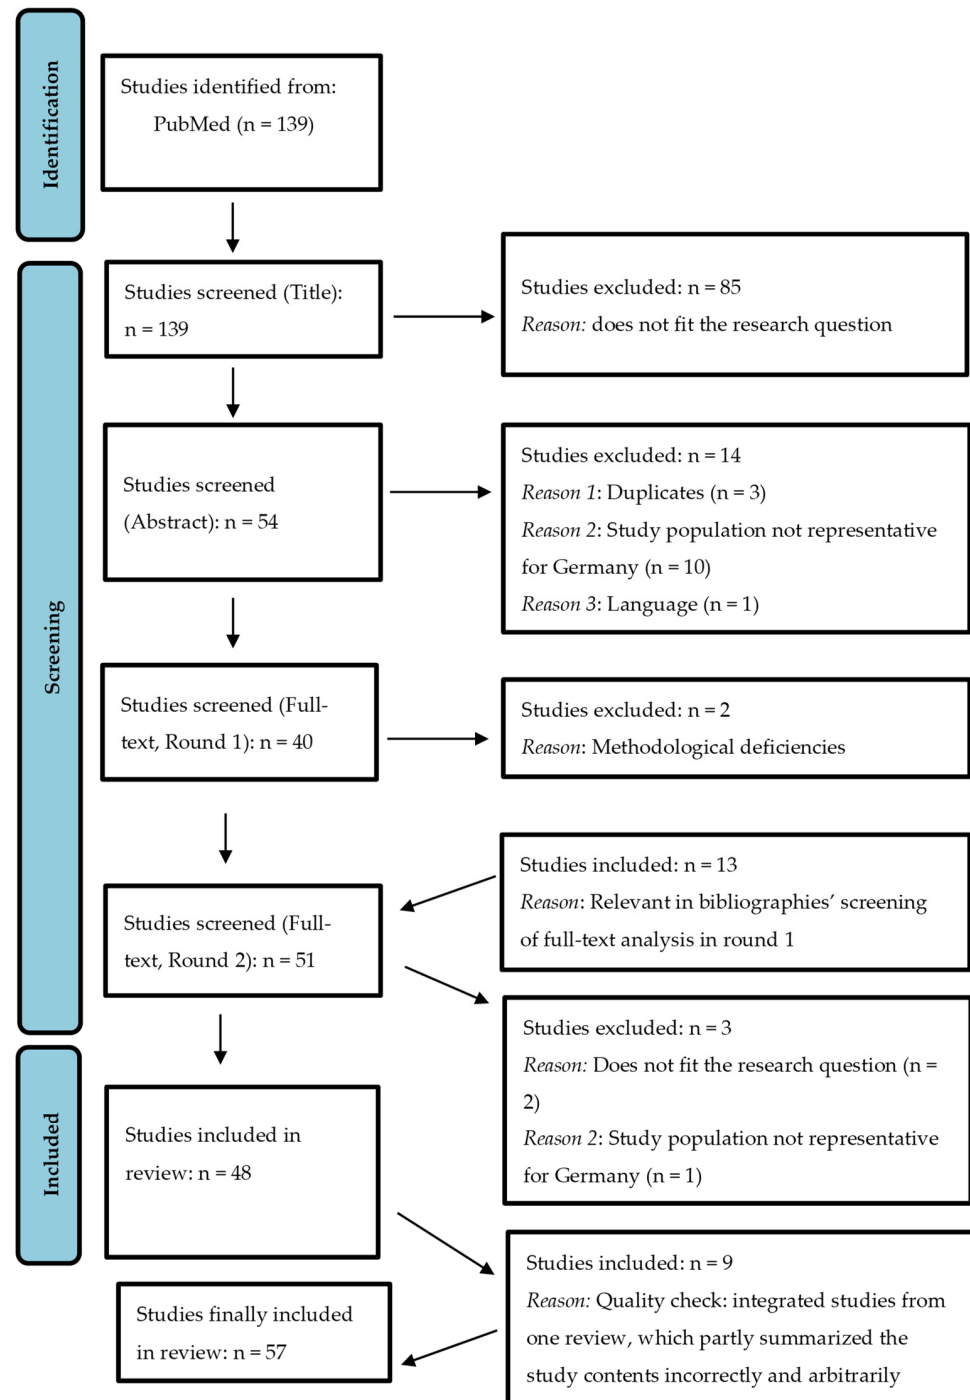 Identification
Studies identified from:
PubMed (n = 139)
Screening
Studies screened (Title):
n = 139
Studies excluded: n = 85
Reason: does not fit the research question
Studies screened
(Abstract): n = 54
Studies excluded: n = 14
Reason 1: Duplicates (n = 3)
Reason 2: Study population not representative
for Germany (n = 10)
Reason 3: Language (n = 1)
Studies screened (Full-
text, Round 1): n = 40
Studies excluded: n = 2
Reason: Methodological deficiencies
Studies included: n = 13
Reason: Relevant in bibliographies’ screening
of full-text analysis in round 1
Studies screened (Full-
text, Round 2): n = 51
Studies excluded: n = 3
Reason: Does not fit the research question (n =
2)
Reason 2: Study population not representative
for Germany (n = 1)
Included
Studies included in
review: n = 48
Studies included: n = 9
Reason: Quality check: integrated studies from
one review, which partly summarized the
study contents incorrectly and arbitrarily
Studies finally included
in review: n = 57